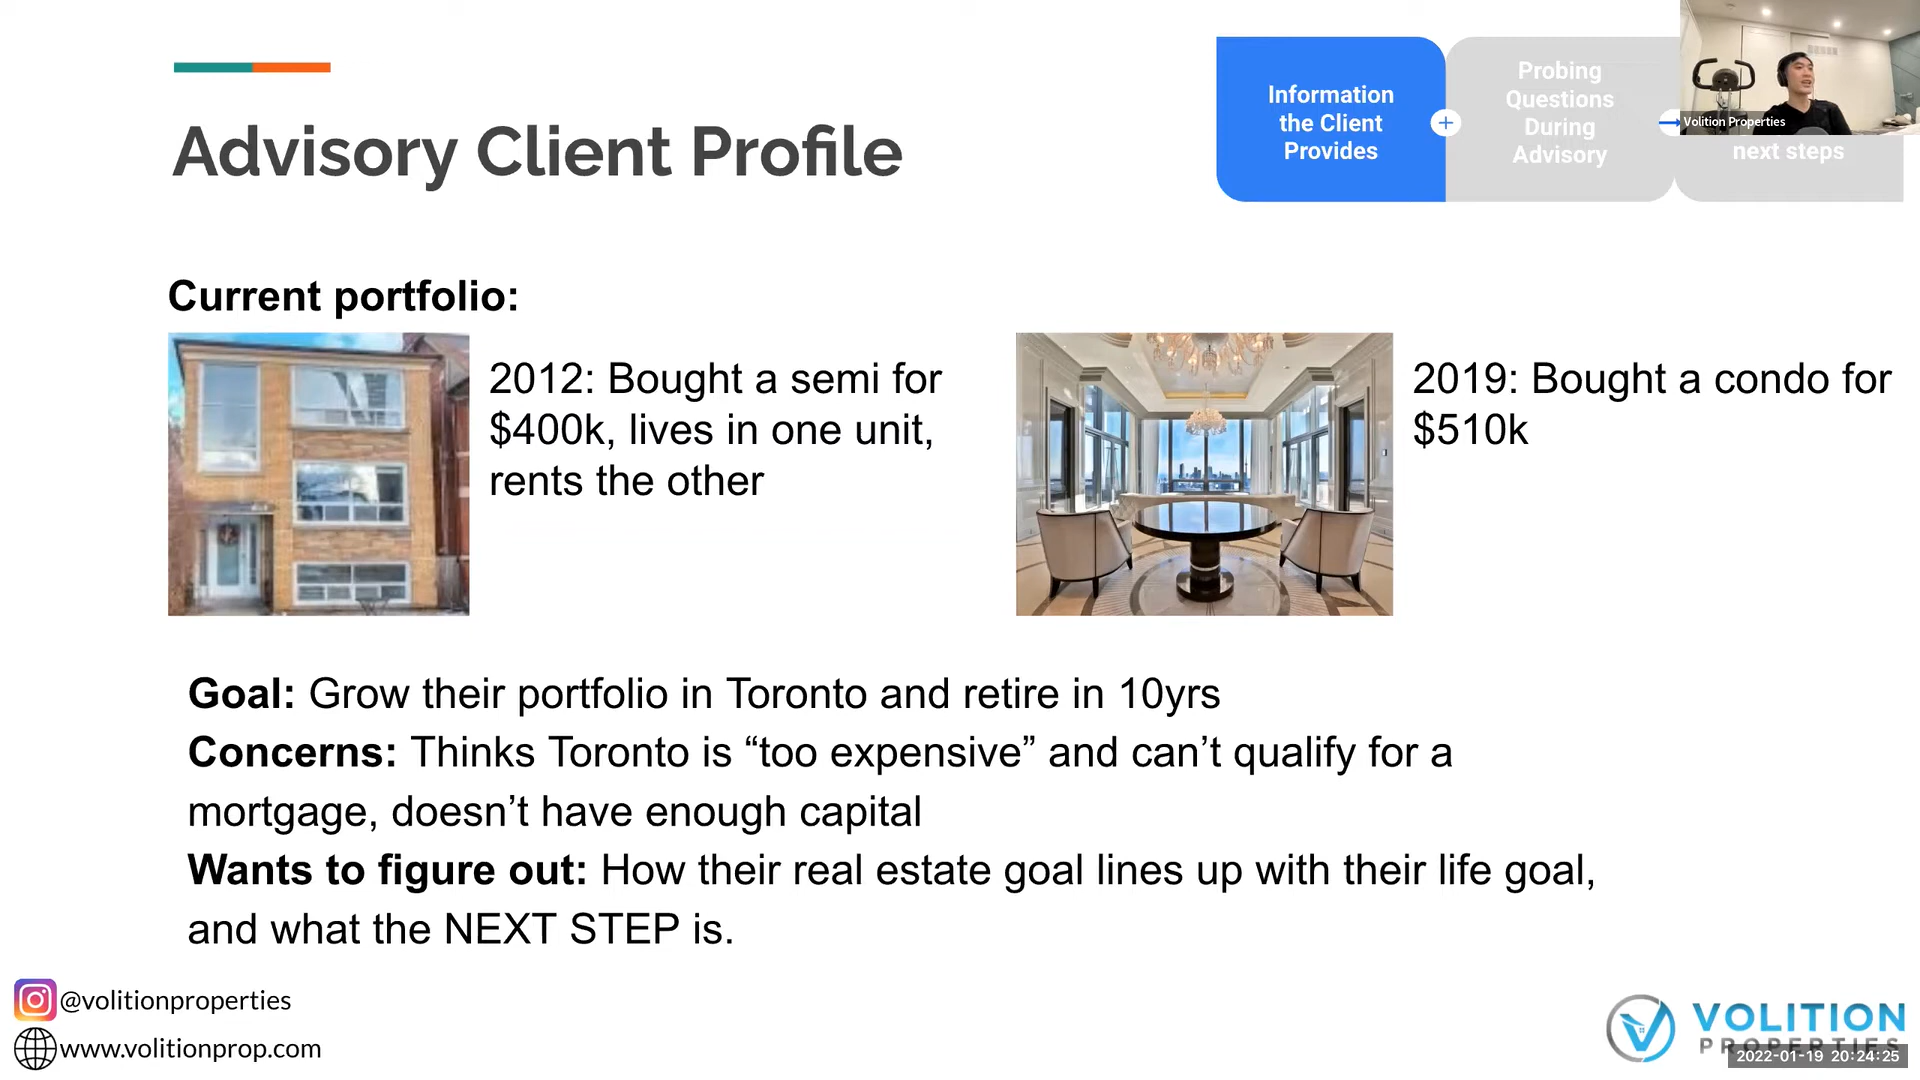 Advisory Client Profile
Information
the Client
Provides
Probing
Questions
During
Advisory
next steps
Volition Properties
Current portfolio:
2012: Bought a semi for
$400k, lives in one unit,
rents the other
2019: Bought a condo for
$510k
Goal: Grow their portfolio in Toronto and retire in 10yrs
Concerns: Thinks Toronto is “too expensive” and can’t qualify for a
mortgage, doesn’t have enough capital
Wants to figure out: How their real estate goal lines up with their life goal,
and what the NEXT STEP is.
@volitionproperties
www.volitionprop.com
VOLITION
PROPERTIES
2022-01-19 20:24:25